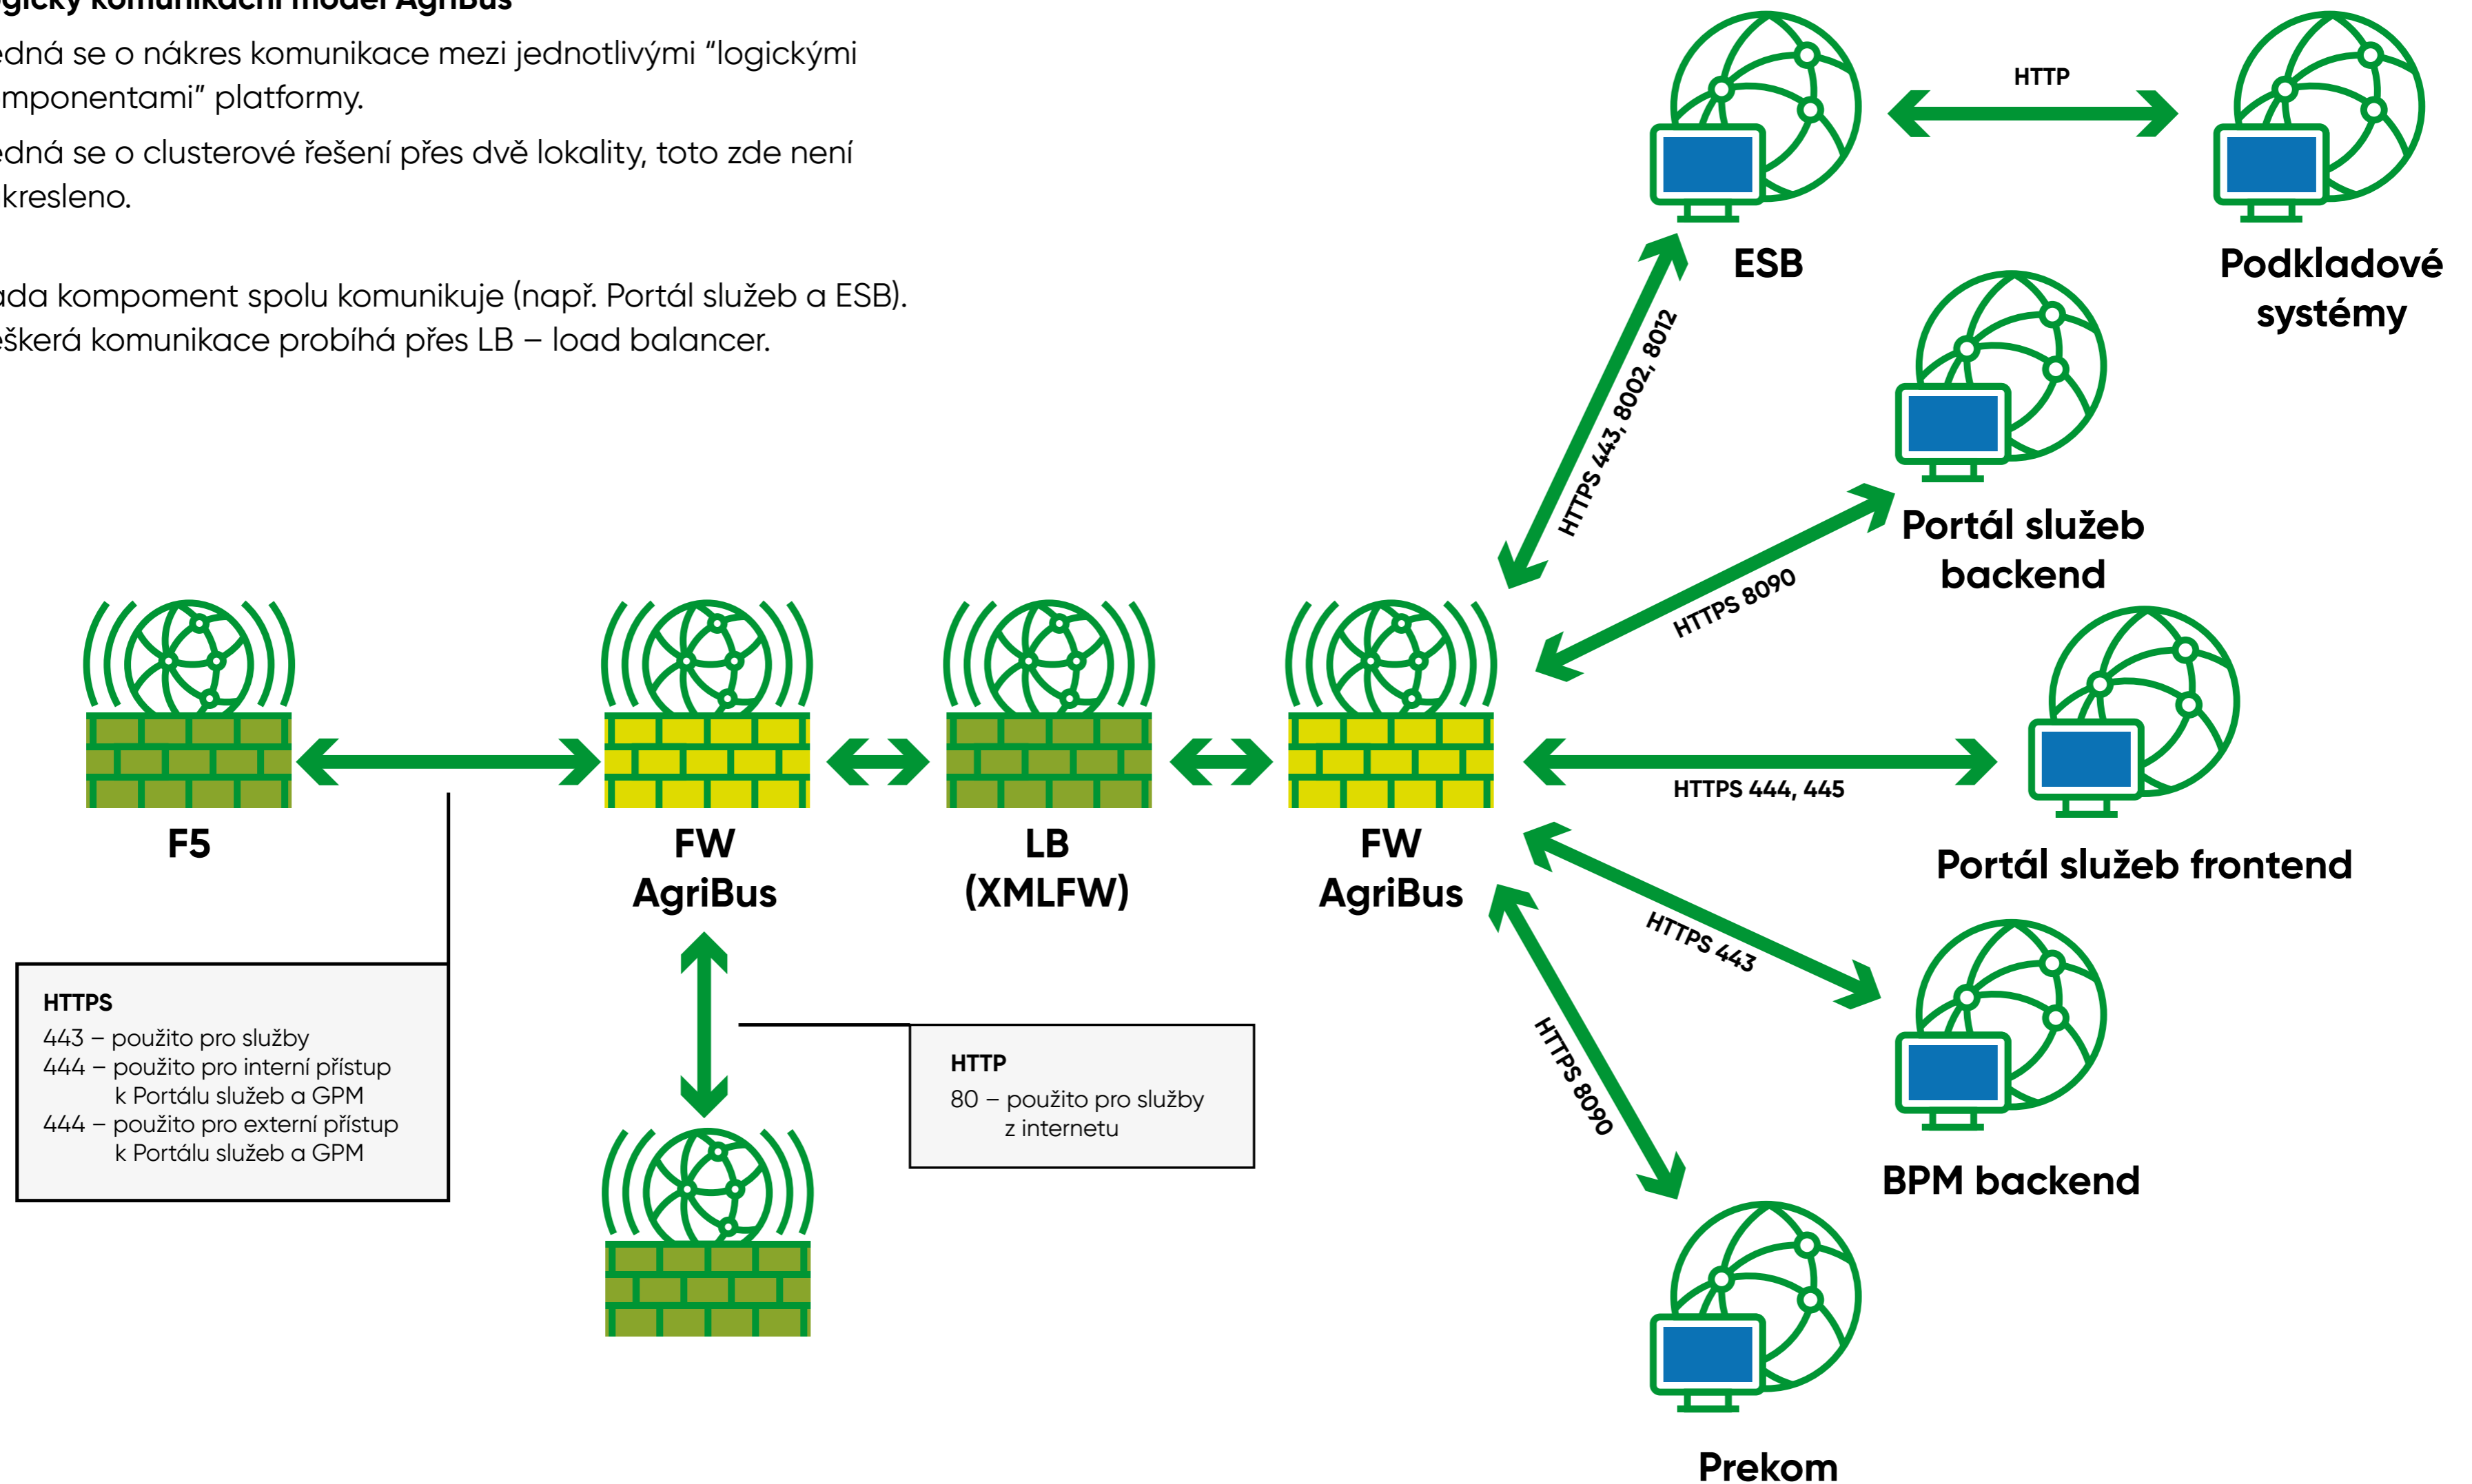 ogický komunikační model AgriBus
edná se o nákres komunikace mezi jednotlivými “logickými
mponentami” platformy.
edná se o clusterové řešení přes dvě lokality, toto zde není
kresleno.
ada kompoment spolu komunikuje (např. Portál služeb a ESB).
eškerá komunikace probíhá přes LB – load balancer.
HTTP
ESB
Podkladové
systémy
HTTPS 443, 8002, 8012
Portál služeb
backend
HTTPS 8090
HTTPS 444, 445
Portál služeb frontend
F5
FW
AgriBus
LB
(XMLFW)
FW
AgriBus
HTTPS 443
BPM backend
HTTPS 8090
Prekom
HTTPS
443 – použito pro služby
444 – použito pro interní přístup
k Portálu služeb a GPM
444 – použito pro externí přístup
k Portálu služeb a GPM
HTTP
80 – použito pro služby
z internetu